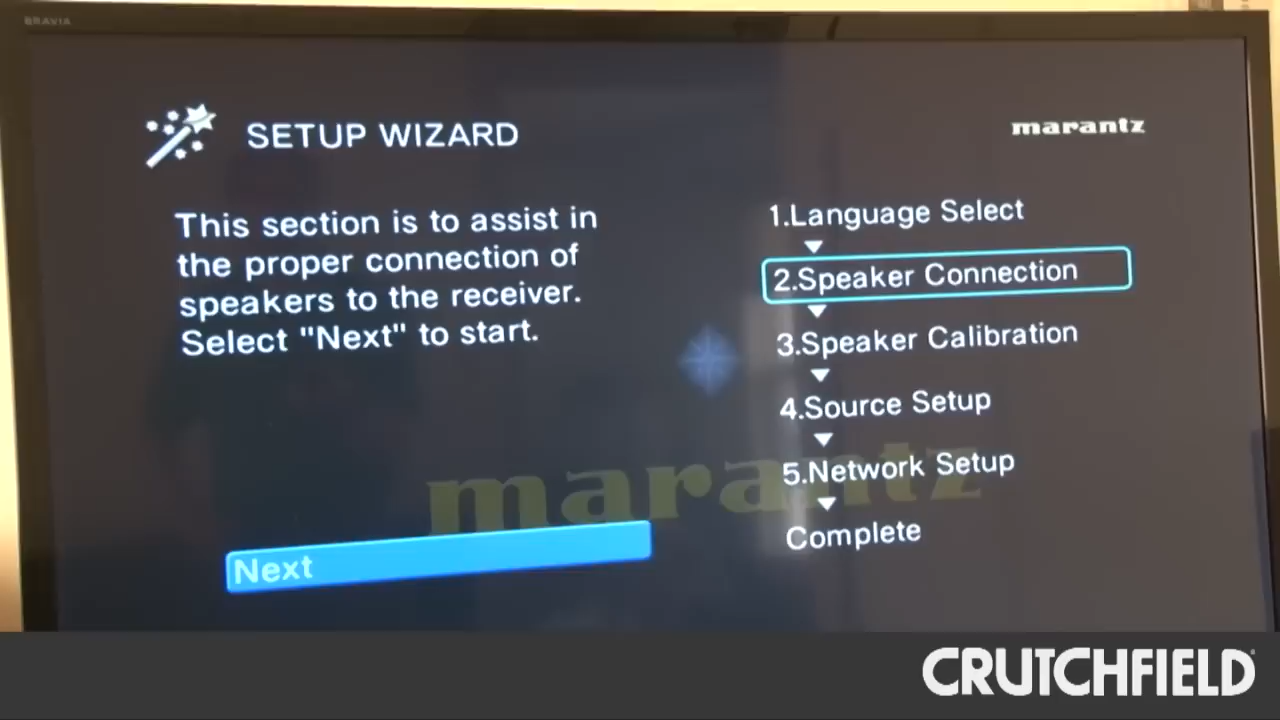 BRAVIA
SETUP WIZARD
marantz
This section is to assist in
the proper connection of
speakers to the receiver.
Select "Next" to start.
1.Language Select
2.Speaker Connection
3.Speaker Calibration
4.Source Setup
5.Network Setup
Complete
marantz
Next
CRUTCHFIELD